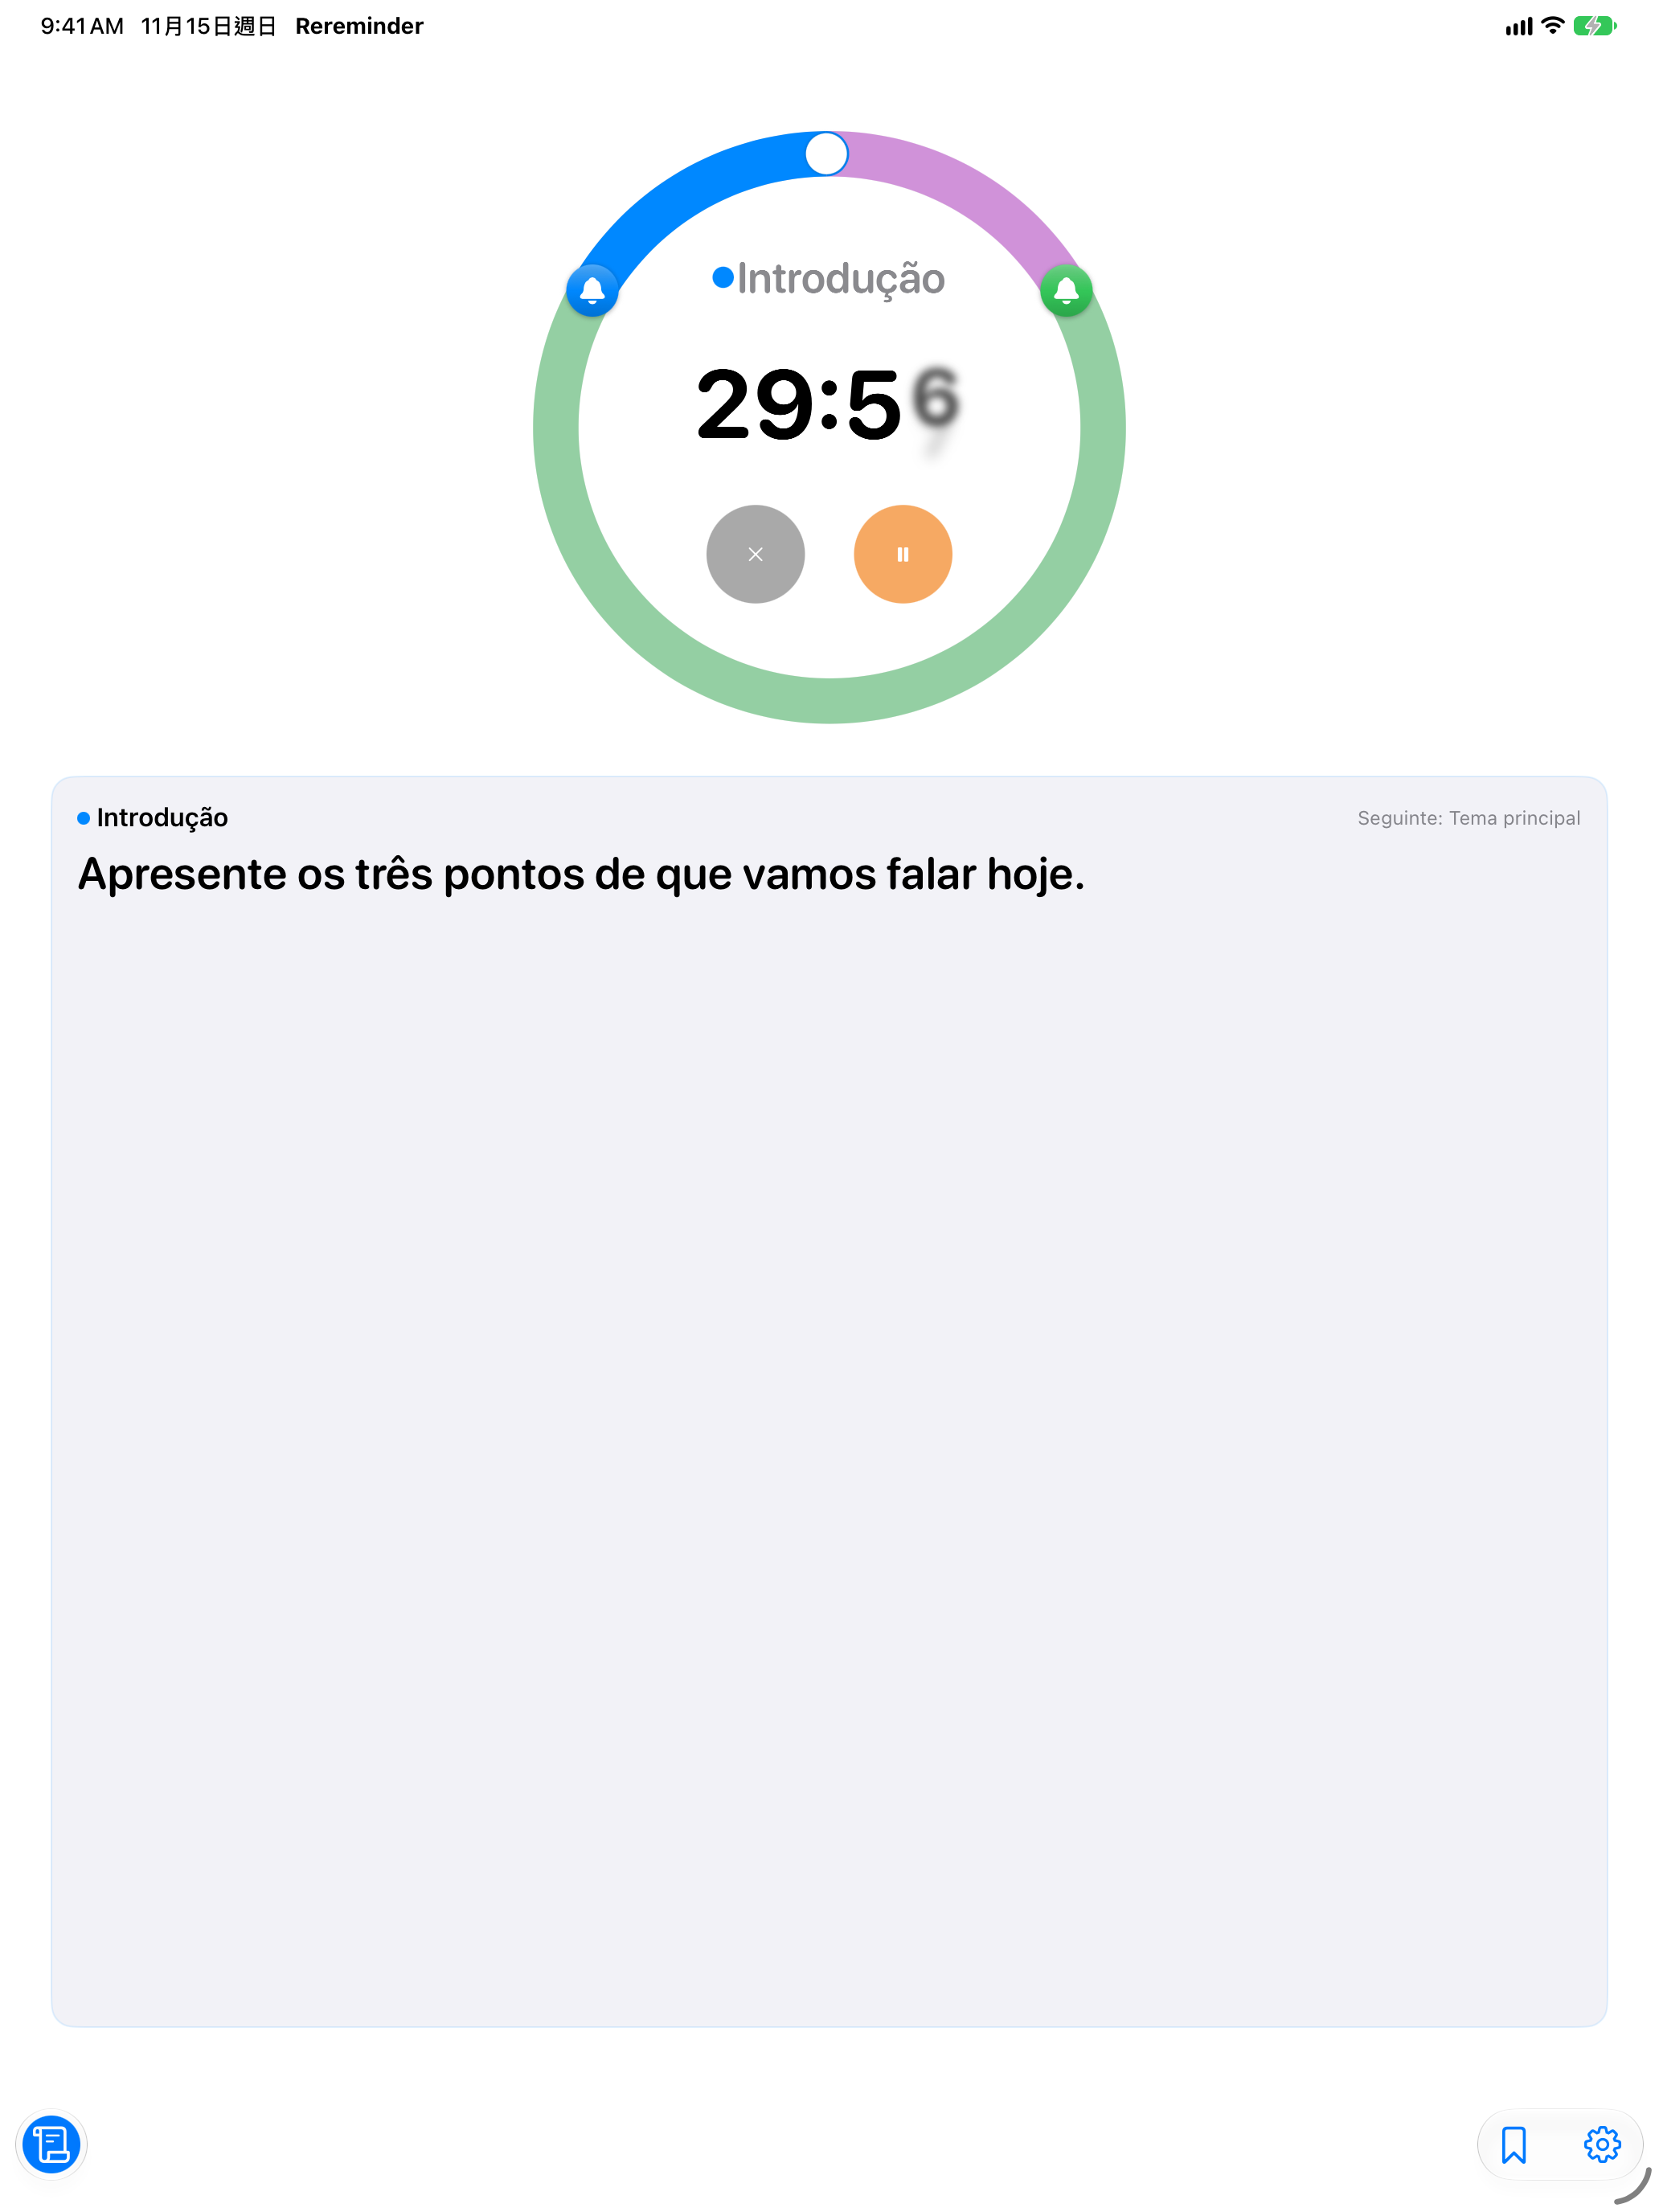 9:41 AM 11月15日週日 Rereminder
Introdução
29:56
Introdução
Seguinte: Tema principal
Apresente os três pontos de que vamos falar hoje.